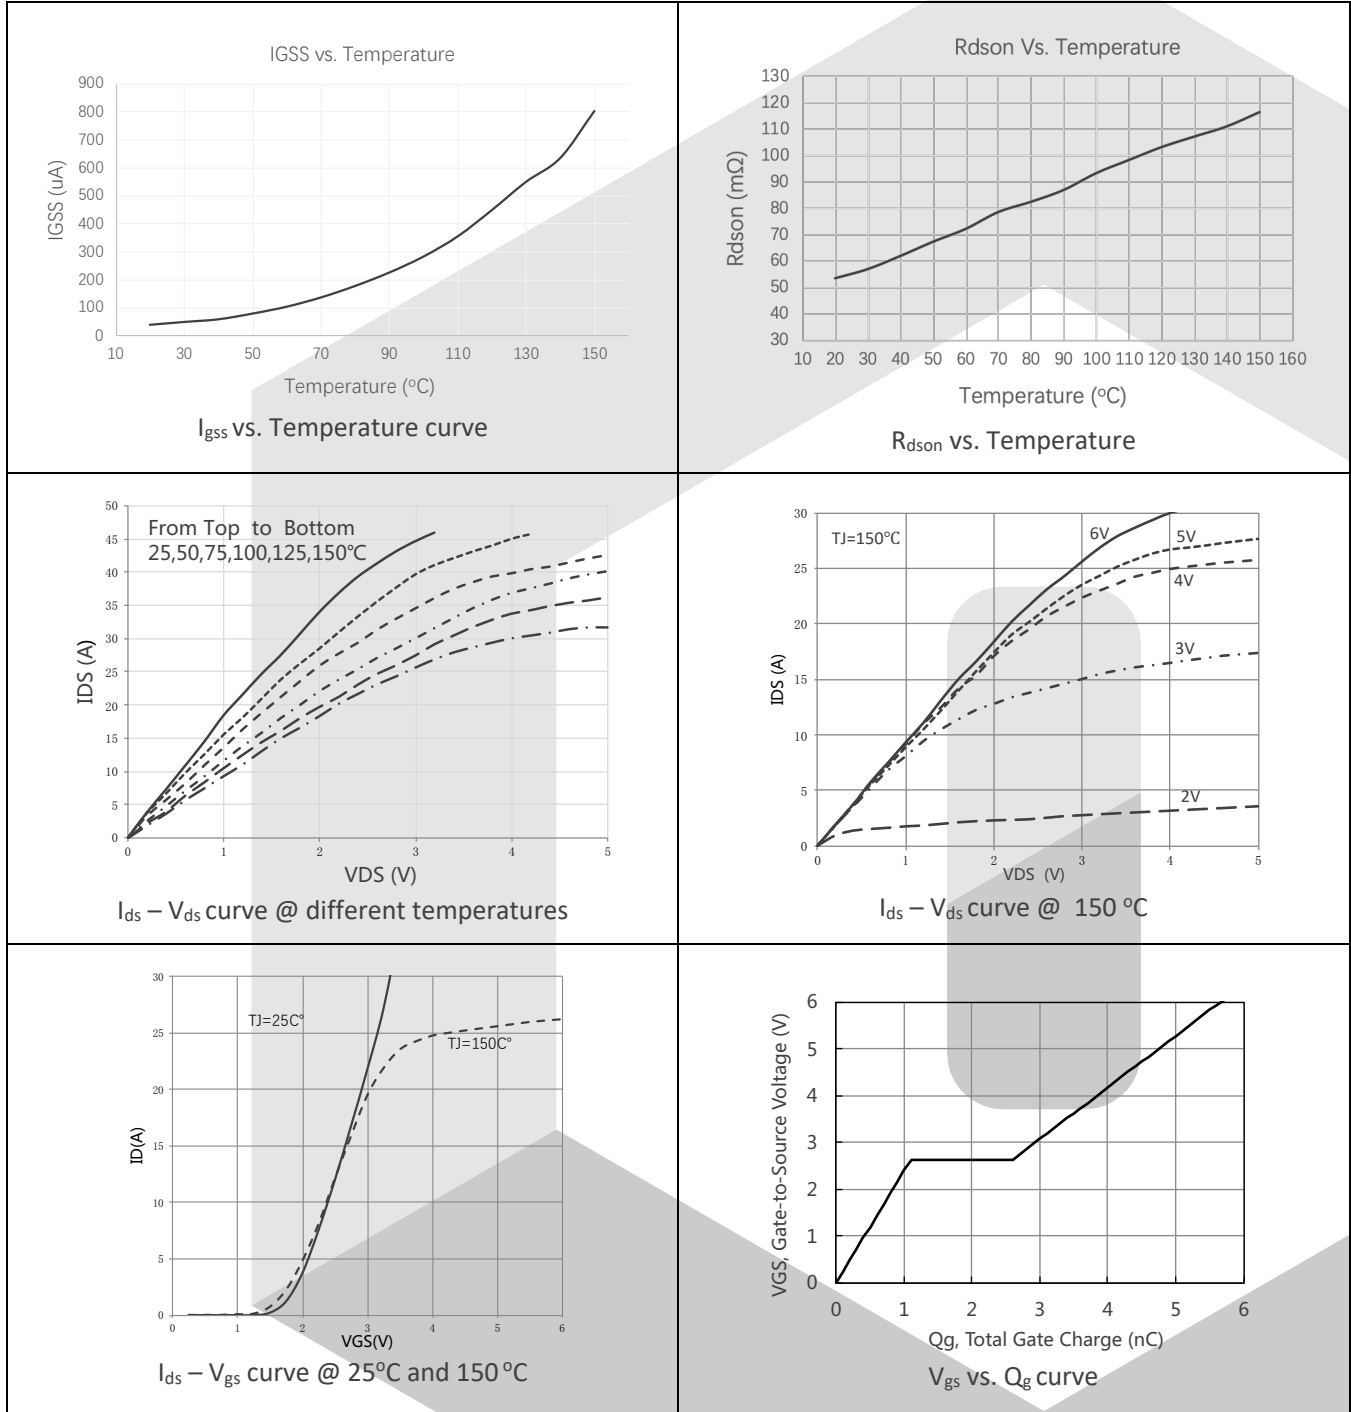 IGSS vs. Temperature
900
800
700
600
500
400
300
200
100
0
IGSS (uA)
10 30 50 70 90 110 130 150
Temperature (°C)
Igss vs. Temperature curve
Rdson Vs. Temperature
130
120
110
100
90
80
70
60
50
40
30
Rdson (mΩ)
10 20 30 40 50 60 70 80 90 100 110 120 130 140 150 160
Temperature (°C)
Rdson vs. Temperature
50
45
40
35
30
25
20
15
10
5
0
IDS (A)
From Top to Bottom
25,50,75,100,125,150℃
0 1 2 3 4 5
VDS (V)
Ids – Vds curve @ different temperatures
30
25
20
15
10
5
0
IDS (A)
TJ=150℃
6V
5V
4V
3V
2V
0 1 2 3 4 5
VDS (V)
Ids – Vds curve @ 150 °C
30
25
20
15
10
5
0
ID(A)
TJ=25C°
TJ=150C°
0 1 2 3 4 5 6
VGS(V)
Ids – Vgs curve @ 25°C and 150 °C
6
5
4
3
2
1
0
VGS, Gate-to-Source Voltage (V)
0 1 2 3 4 5 6
Qg, Total Gate Charge (nC)
Vgs vs. Qg curve